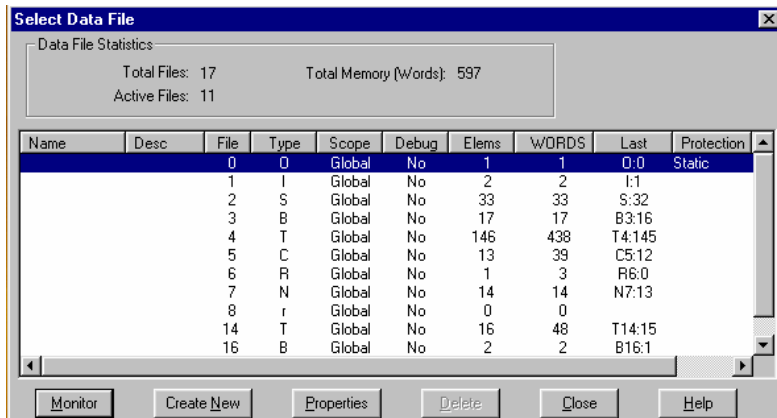 Select Data File
Data File Statistics
Total Files: 17 Total Memory (Words): 597
Active Files: 11
Name Desc File Type Scope Debug Elems WORDS Last Protection
0 O Global No 1 1 O:0 Static
1 I Global No 2 2 I:1
2 S Global No 33 33 S:32
3 B Global No 17 17 B3:16
4 T Global No 146 438 T4:145
5 C Global No 13 39 C5:12
6 R Global No 1 3 R6:0
7 N Global No 14 14 N7:13
8 r Global No 0 0
14 T Global No 16 48 T14:15
16 B Global No 2 2 B16:1
Monitor Create New Properties Delete Close Help